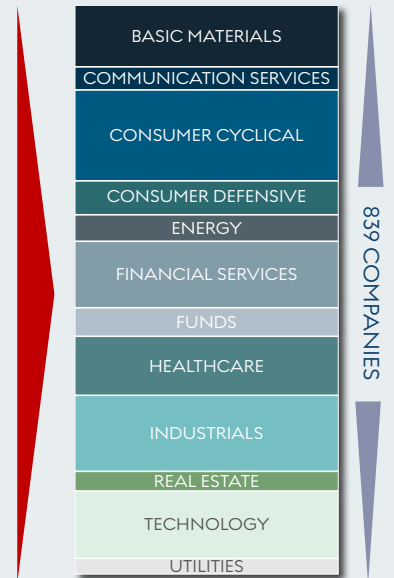 BASIC MATERIALS
COMMUNICATION SERVICES
CONSUMER CYCLICAL
CONSUMER DEFENSIVE
ENERGY
FINANCIAL SERVICES
FUNDS
HEALTHCARE
INDUSTRIALS
REAL ESTATE
TECHNOLOGY
UTILITIES
839 COMPANIES